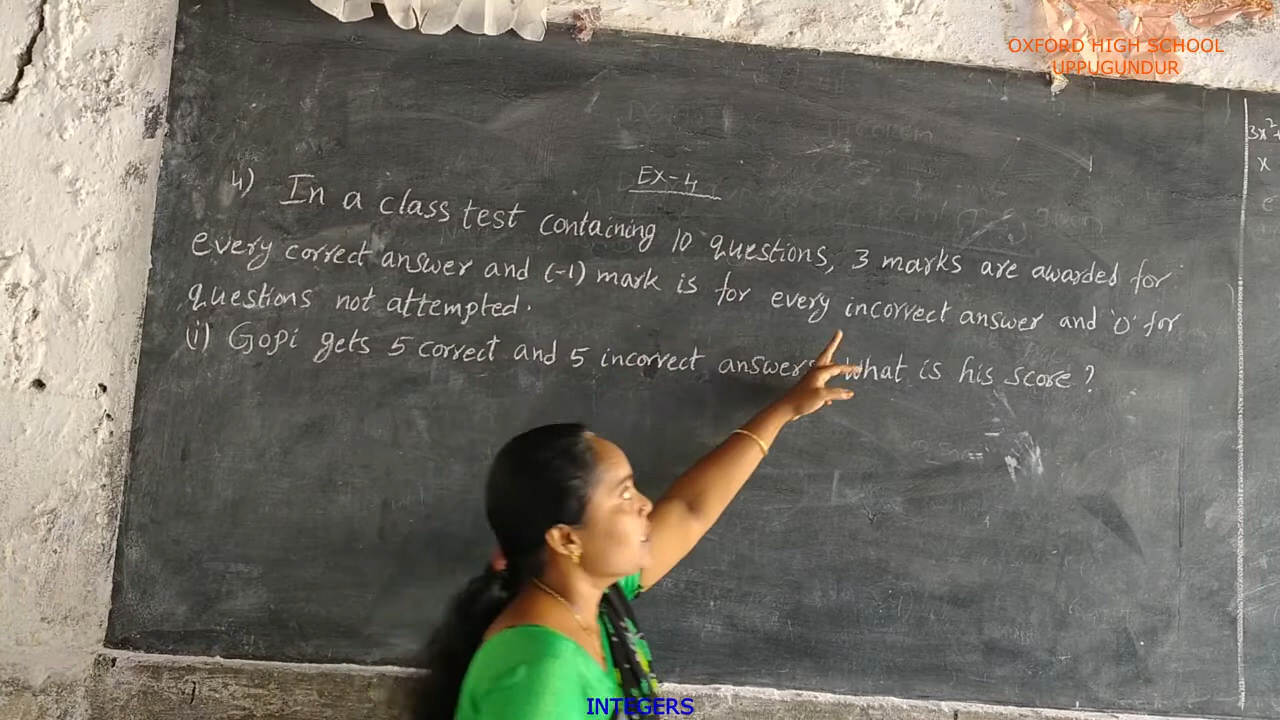 OXFORD HIGH SCHOOL
UPPUGUNDUR
Ex-4
4) In a class test containing 10 questions, 3 marks are awarded for
every correct answer and (-1) mark is for every incorrect answer and '0' for
questions not attempted.
(i) Gopi gets 5 correct and 5 incorrect answers. What is his score?
3x²+
x
INTEGERS